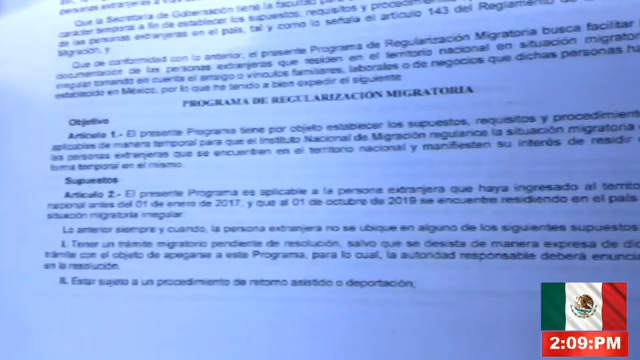 personas extranjeras
Que la Secretaría de Gobernación tiene la facultad para
carácter temporal a fin de establecer los supuestos, requisitos y procedimientos
de las personas extranjeras en el país, tal y como lo señala el artículo 143 del Reglamento de
Migración, y
Que de conformidad con lo anterior, el presente Programa de Regularización Migratoria busca facilitar
documentación de las personas extranjeras que residen en el territorio nacional en situación migratoria
irregular tomando en cuenta el arraigo o vínculos familiares, laborales o de negocios que dichas personas han
establecido en México, por lo que he tenido a bien expedir el siguiente
PROGRAMA DE REGULARIZACIÓN MIGRATORIA
Objetivo
Artículo 1.- El presente Programa tiene por objeto establecer los supuestos, requisitos y procedimiento
aplicables de manera temporal para que el Instituto Nacional de Migración regularice la situación migratoria
las personas extranjeras que se encuentren en el territorio nacional y manifiesten su interés de residir
forma temporal en el mismo.
Supuestos
Artículo 2.- El presente Programa es aplicable a la persona extranjera que haya ingresado al territo
nacional antes del 01 de enero de 2017, y que al 01 de octubre de 2019 se encuentre residiendo en el país
situación migratoria irregular.
Lo anterior siempre y cuando, la persona extranjera no se ubique en alguno de los siguientes supuestos:
I. Tener un trámite migratorio pendiente de resolución, salvo que se desista de manera expresa de di
trámite con el objeto de apegarse a este Programa, para lo cual, la autoridad responsable deberá enuncia
en la resolución.
II. Estar sujeto a un procedimiento de retorno asistido o deportación;
2:09:PM